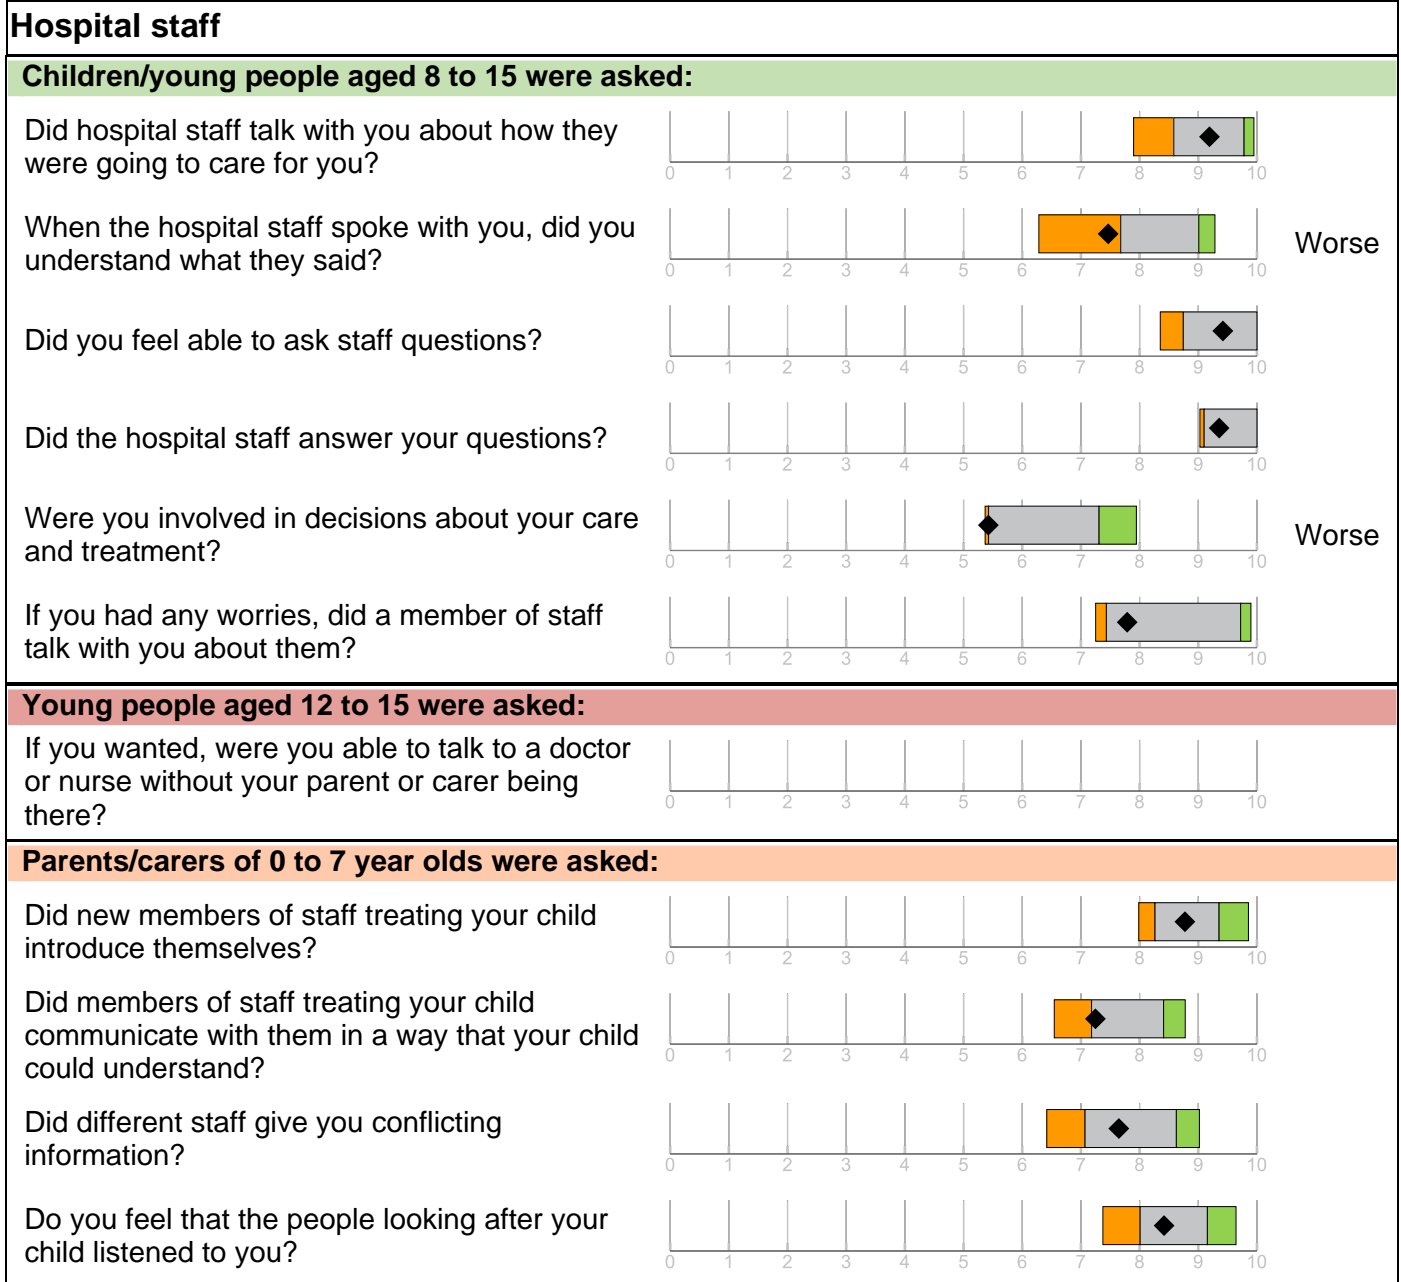 Hospital staff
Children/young people aged 8 to 15 were asked:
Did hospital staff talk with you about how they
were going to care for you?
0 1 2 3 4 5 6 7 8 9 10
When the hospital staff spoke with you, did you
understand what they said?
Worse
0 1 2 3 4 5 6 7 8 9 10
Did you feel able to ask staff questions?
0 1 2 3 4 5 6 7 8 9 10
Did the hospital staff answer your questions?
0 1 2 3 4 5 6 7 8 9 10
Were you involved in decisions about your care
and treatment?
Worse
0 1 2 3 4 5 6 7 8 9 10
If you had any worries, did a member of staff
talk with you about them?
0 1 2 3 4 5 6 7 8 9 10
Young people aged 12 to 15 were asked:
If you wanted, were you able to talk to a doctor
or nurse without your parent or carer being
there?
0 1 2 3 4 5 6 7 8 9 10
Parents/carers of 0 to 7 year olds were asked:
Did new members of staff treating your child
introduce themselves?
0 1 2 3 4 5 6 7 8 9 10
Did members of staff treating your child
communicate with them in a way that your child
could understand?
0 1 2 3 4 5 6 7 8 9 10
Did different staff give you conflicting
information?
0 1 2 3 4 5 6 7 8 9 10
Do you feel that the people looking after your
child listened to you?
0 1 2 3 4 5 6 7 8 9 10